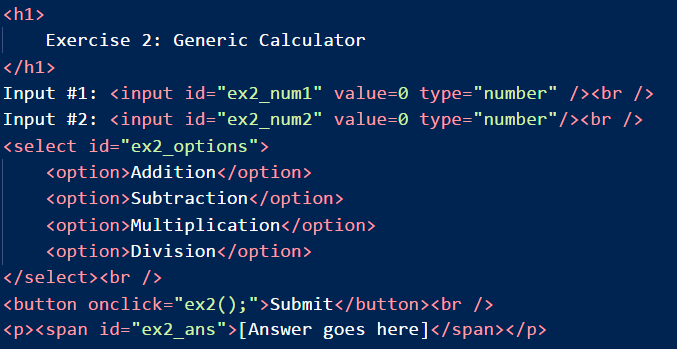 <h1>
    Exercise 2: Generic Calculator
</h1>
Input #1: <input id="ex2_num1" value=0 type="number" /><br />
Input #2: <input id="ex2_num2" value=0 type="number"/><br />
<select id="ex2_options">
    <option>Addition</option>
    <option>Subtraction</option>
    <option>Multiplication</option>
    <option>Division</option>
</select><br />
<button onclick="ex2();">Submit</button><br />
<p><span id="ex2_ans">[Answer goes here]</span></p>